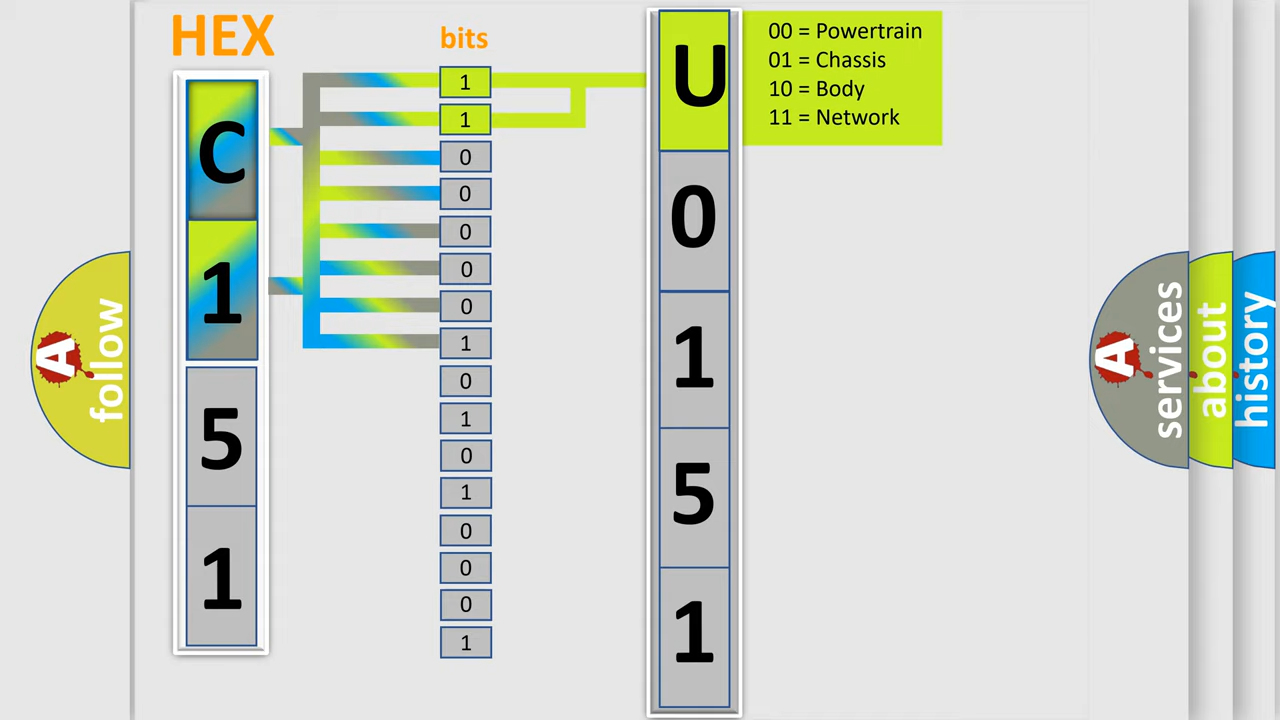 HEX
C
1
5
1
bits
1
1
0
0
0
0
0
1
0
1
0
1
0
0
0
1
U
0
1
5
1
00 = Powertrain
01 = Chassis
10 = Body
11 = Network
A
follow
A
services
about
history